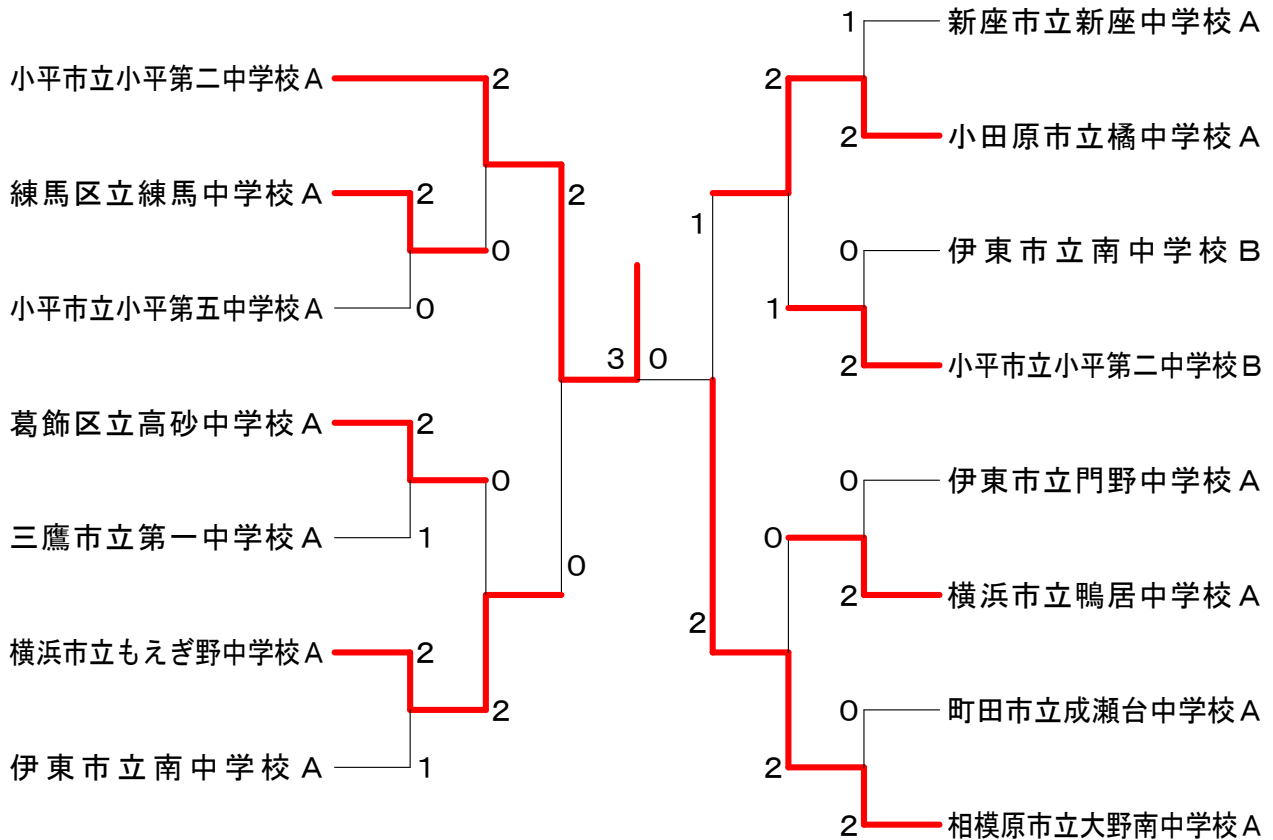 小平市立小平第二中学校A
2
練馬区立練馬中学校A
2
0
小平市立小平第五中学校A
0
2
葛飾区立高砂中学校A
2
0
三鷹市立第一中学校A
1
0
横浜市立もえぎ野中学校A
2
2
伊東市立南中学校A
1
3
0
新座市立新座中学校A
1
2
小田原市立橘中学校A
2
1
伊東市立南中学校B
0
1
小平市立小平第二中学校B
2
伊東市立門野中学校A
0
0
横浜市立鴨居中学校A
2
2
町田市立成瀬台中学校A
0
2
相模原市立大野南中学校A
2